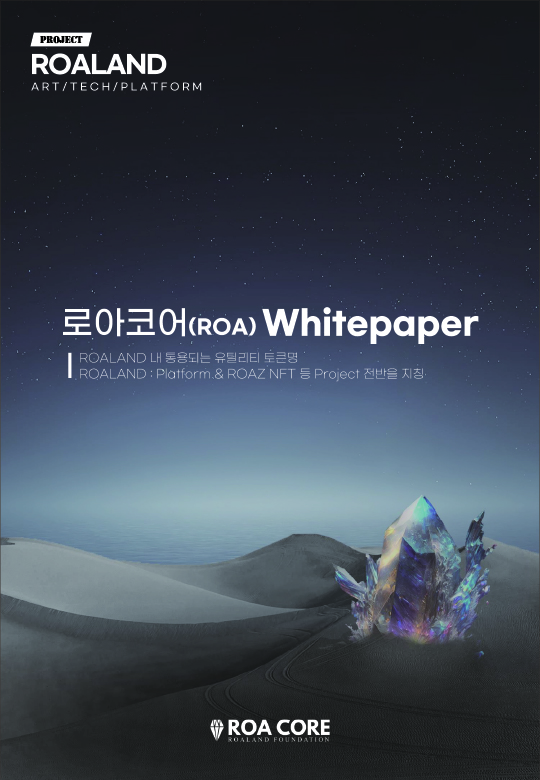 PROJECT
ROALAND
ART/TECH/PLATFORM
로아코어(ROA) Whitepaper
ROALAND 내 통용되는 유틸리티 토큰명
ROALAND : Platform & ROAZ NFT 등 Project 전반을 지칭
ROA CORE
ROALAND FOUNDATION